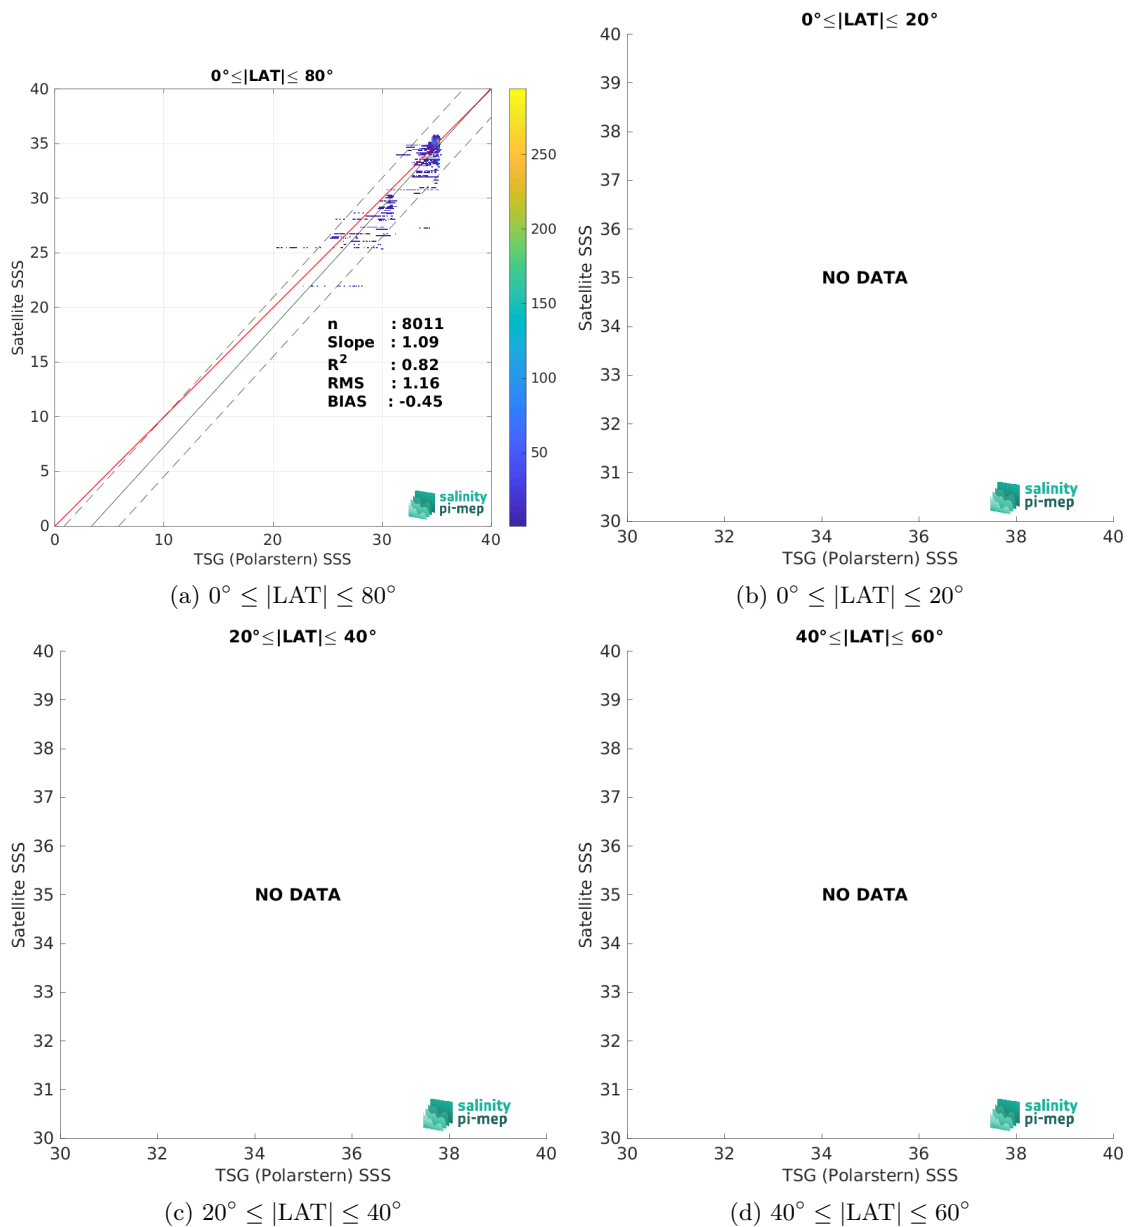 0°≤|LAT|≤ 80°
40
35
30
25
20
15
10
5
0
0
10
20
30
40
Satellite SSS
TSG (Polarstern) SSS
250
200
150
100
50
n : 8011
Slope : 1.09
R² : 0.82
RMS : 1.16
BIAS : -0.45
salinity
pi-mep
(a) 0° ≤ |LAT| ≤ 80°
0°≤|LAT|≤ 20°
40
39
38
37
36
35
34
33
32
31
30
30
32
34
36
38
40
Satellite SSS
NO DATA
salinity
pi-mep
TSG (Polarstern) SSS
(b) 0° ≤ |LAT| ≤ 20°
20°≤|LAT|≤ 40°
40
39
38
37
36
35
34
33
32
31
30
30
32
34
36
38
40
Satellite SSS
NO DATA
salinity
pi-mep
TSG (Polarstern) SSS
(c) 20° ≤ |LAT| ≤ 40°
40°≤|LAT|≤ 60°
40
39
38
37
36
35
34
33
32
31
30
30
32
34
36
38
40
Satellite SSS
NO DATA
salinity
pi-mep
TSG (Polarstern) SSS
(d) 40° ≤ |LAT| ≤ 60°